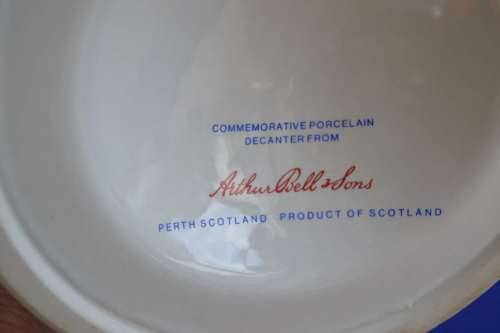 COMMEMORATIVE PORCELAIN
DECANTER FROM
Arthur Bell & Sons
PERTH SCOTLAND PRODUCT OF SCOTLAND